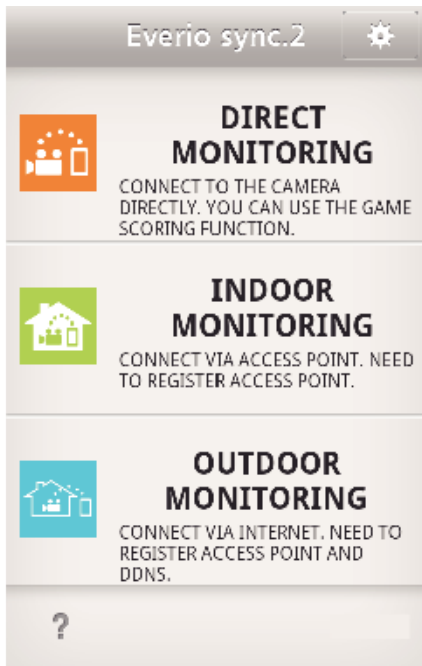 Everio sync.2
DIRECT
MONITORING
CONNECT TO THE CAMERA
DIRECTLY. YOU CAN USE THE GAME
SCORING FUNCTION.
INDOOR
MONITORING
CONNECT VIA ACCESS POINT. NEED
TO REGISTER ACCESS POINT.
OUTDOOR
MONITORING
CONNECT VIA INTERNET. NEED TO
REGISTER ACCESS POINT AND
DDNS.
?